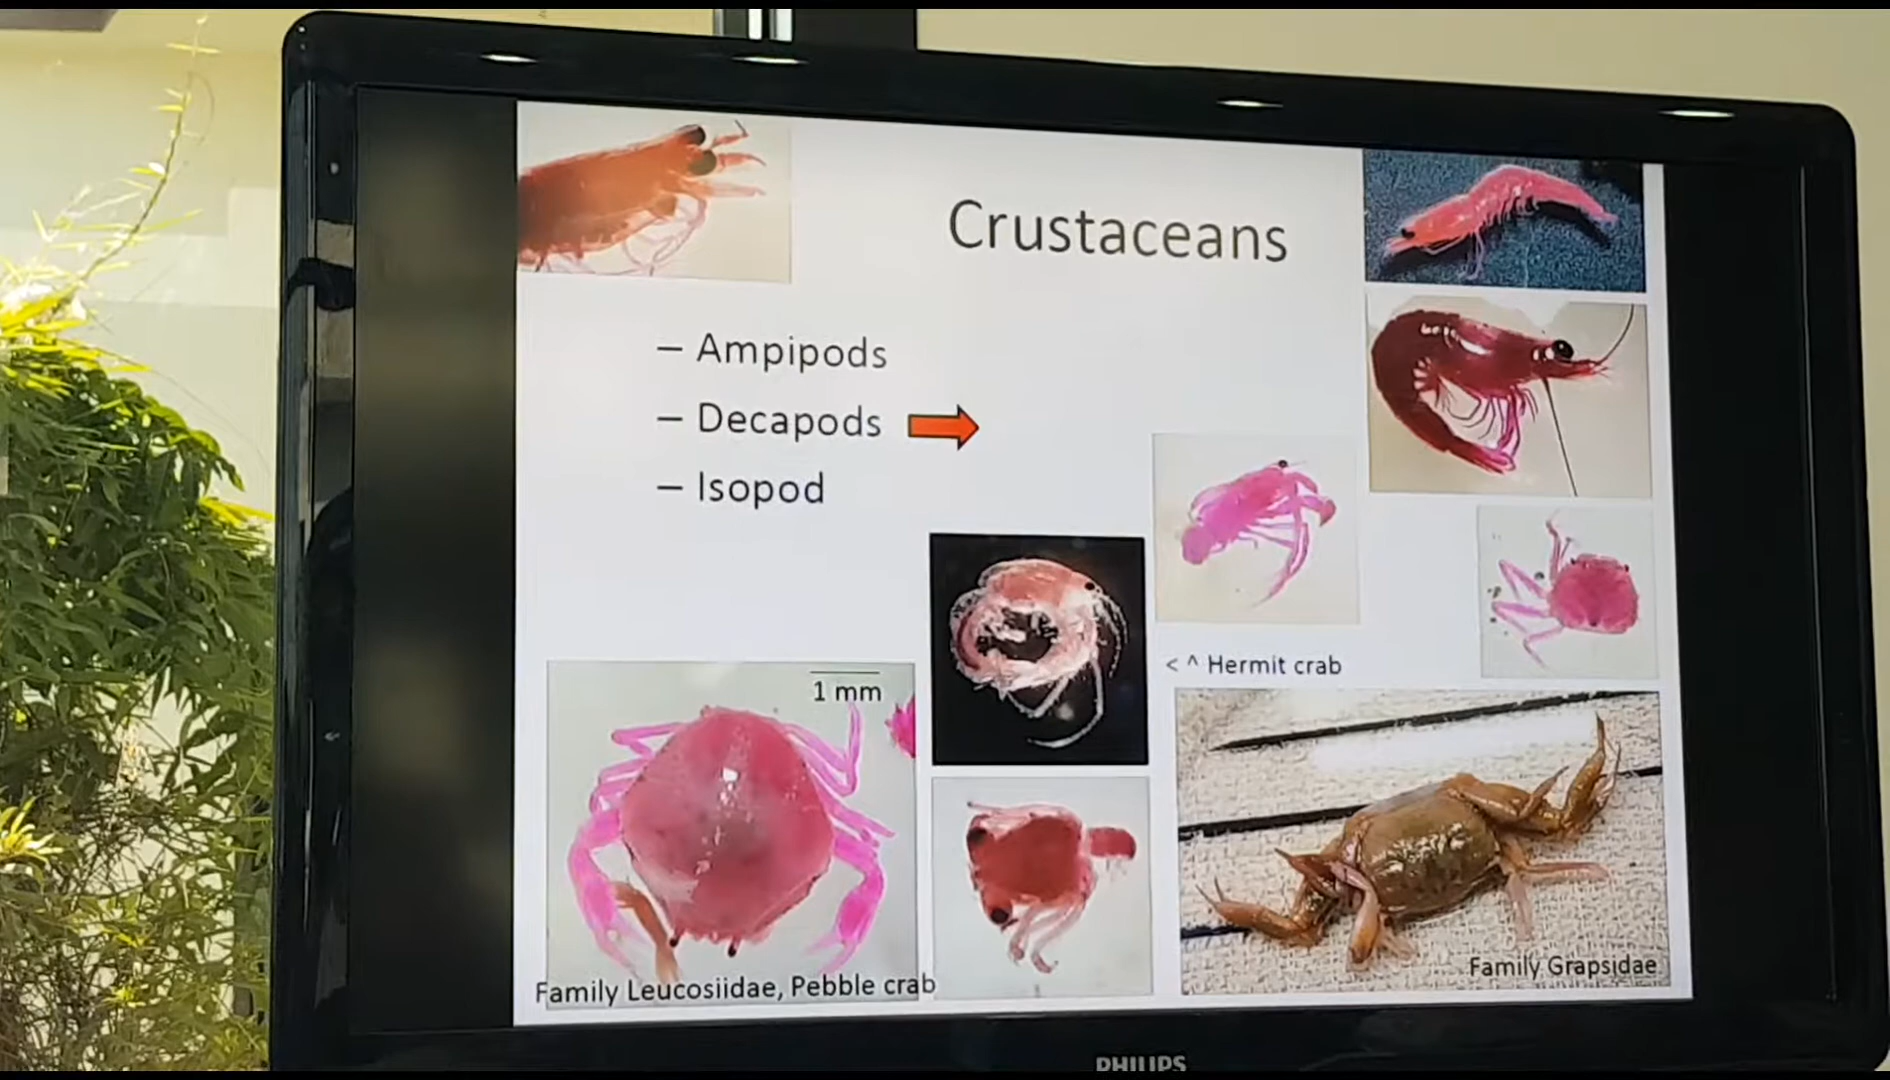 Crustaceans
– Ampipods
– Decapods
– Isopod
1 mm
< ^ Hermit crab
Family Leucosiidae, Pebble crab
Family Grapsidae
PHILIPS